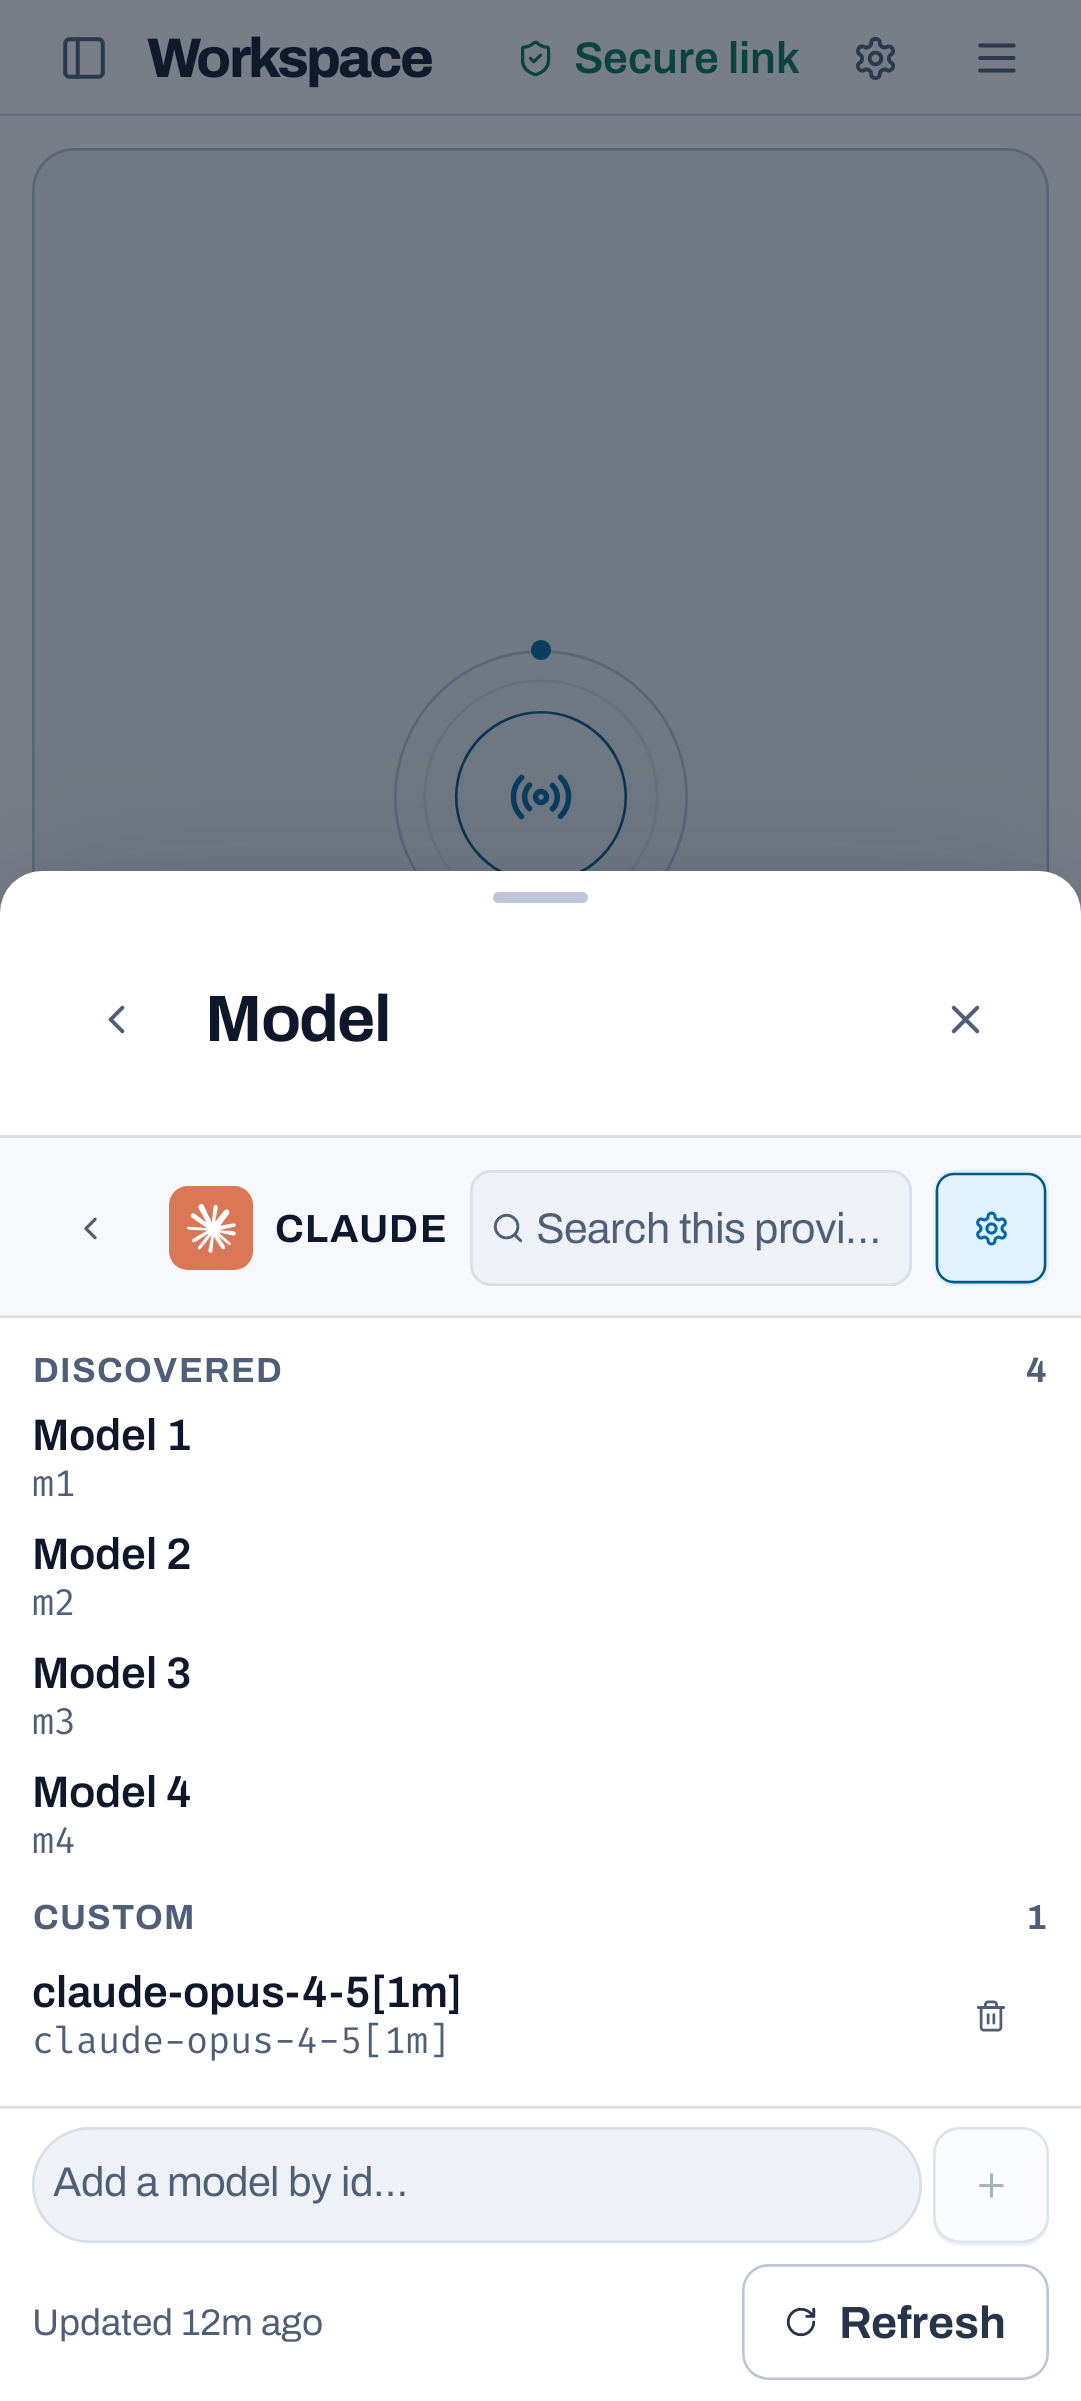 Workspace
Secure link
Model
CLAUDE
Search this provi...
DISCOVERED 4
Model 1
m1
Model 2
m2
Model 3
m3
Model 4
m4
CUSTOM 1
claude-opus-4-5[1m]
claude-opus-4-5[1m]
Add a model by id...
Updated 12m ago
Refresh